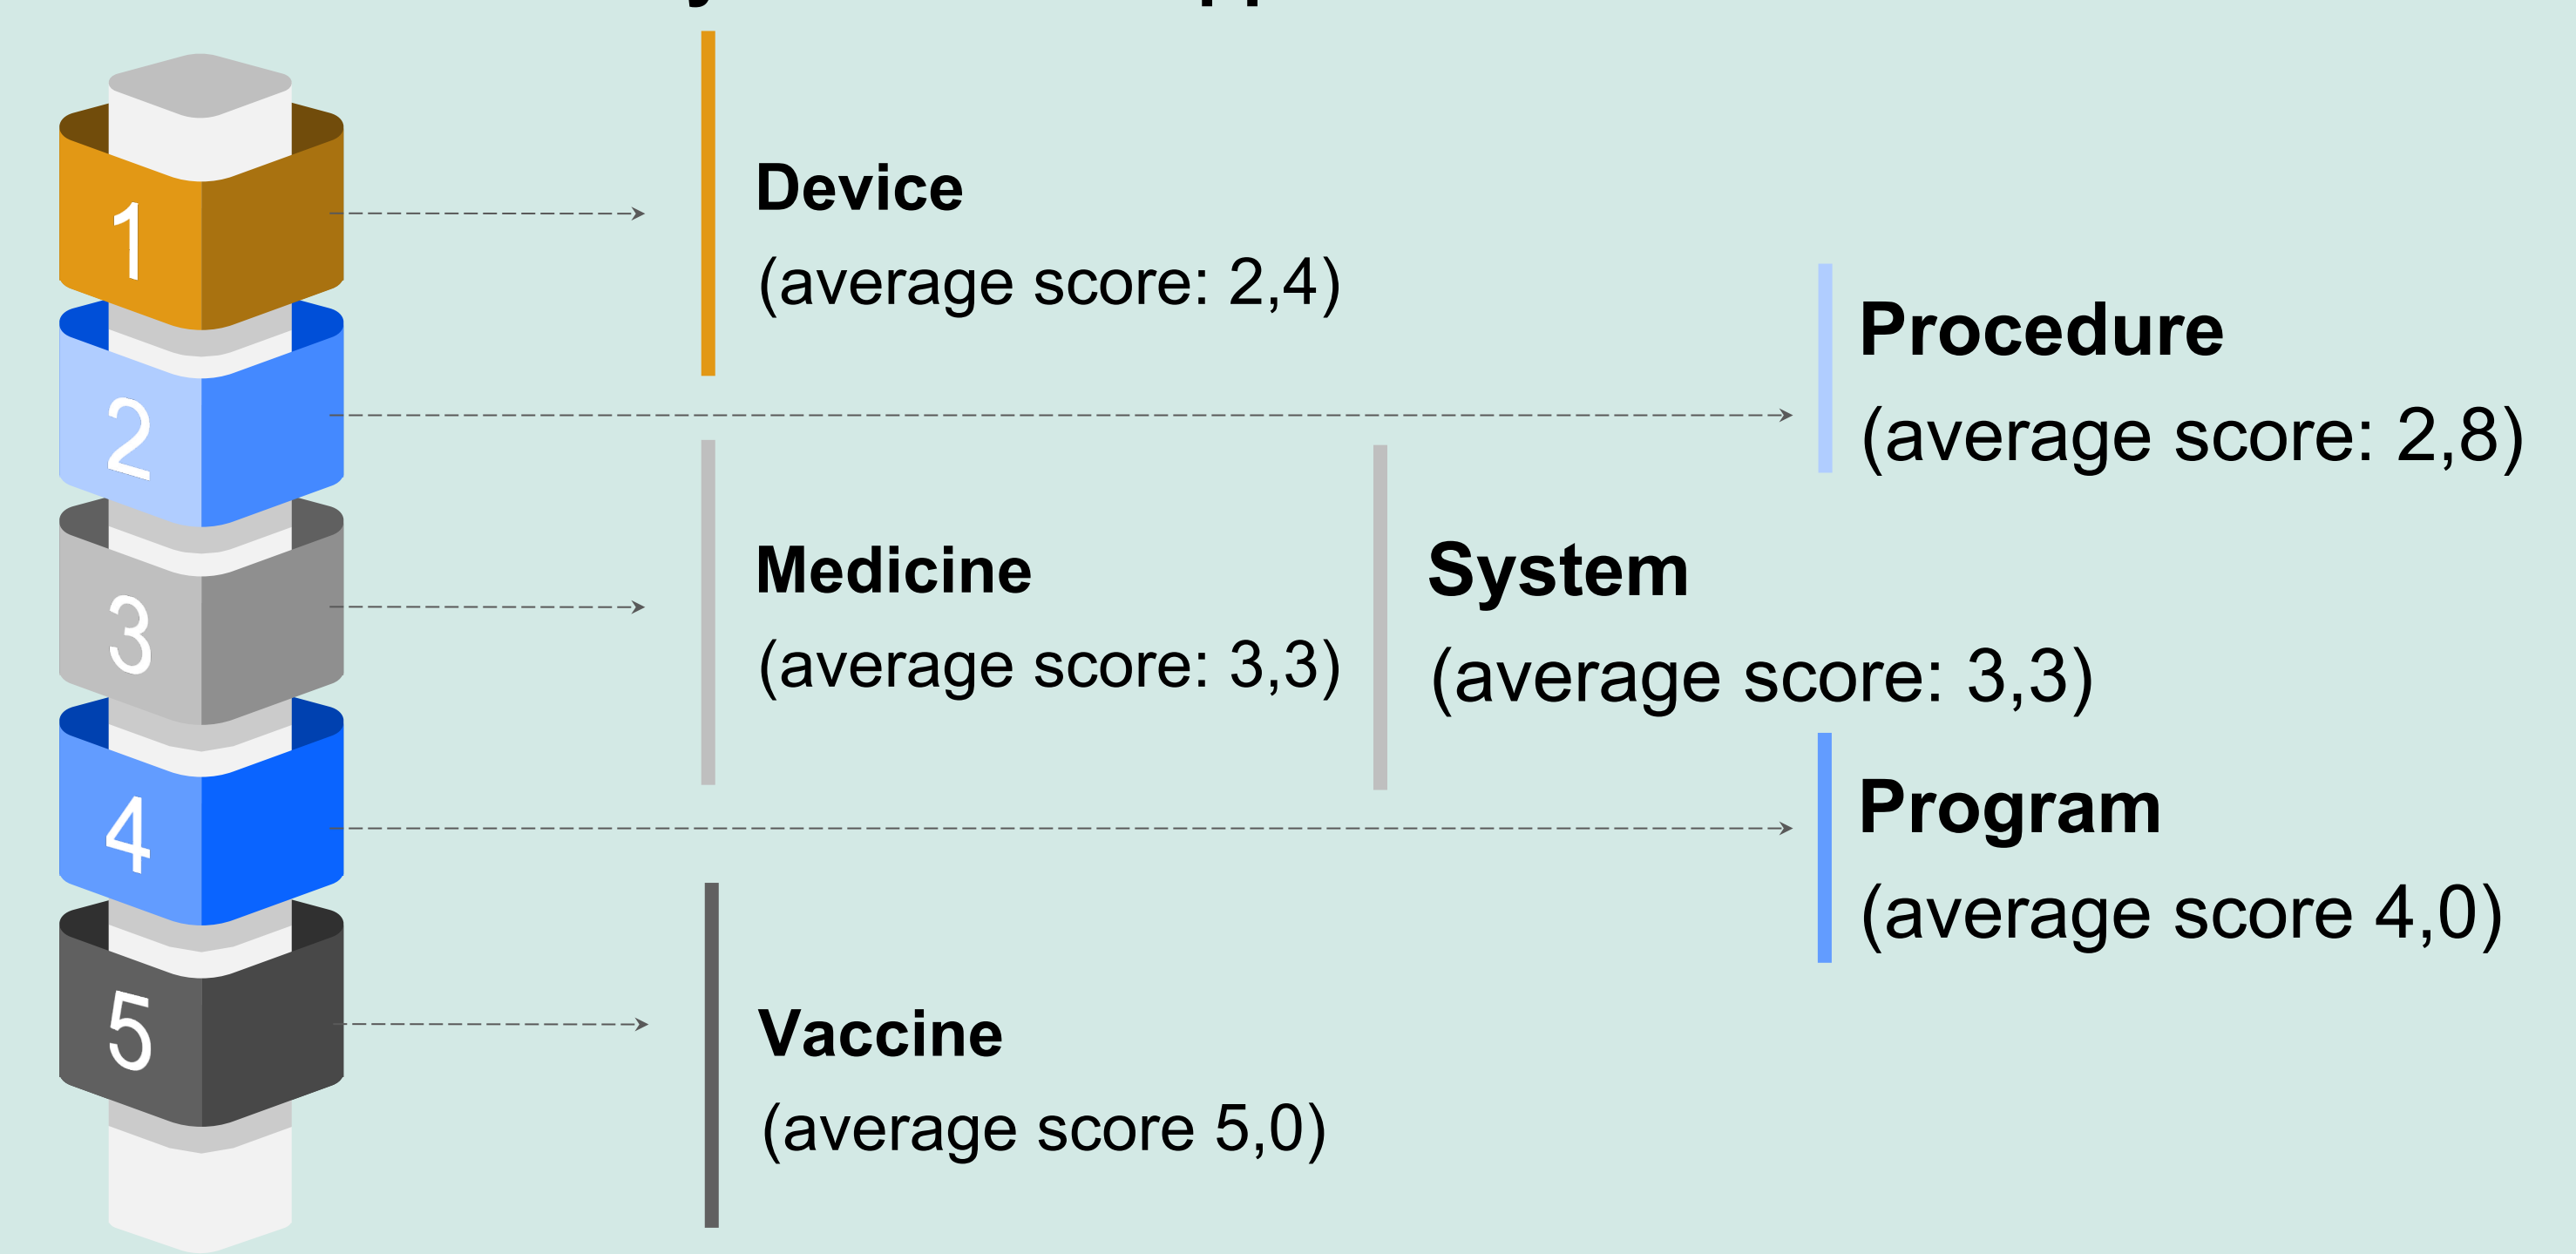 1
Device
(average score: 2,4)
2
Procedure
(average score: 2,8)
3
Medicine
(average score: 3,3)
System
(average score: 3,3)
4
Program
(average score 4,0)
5
Vaccine
(average score 5,0)